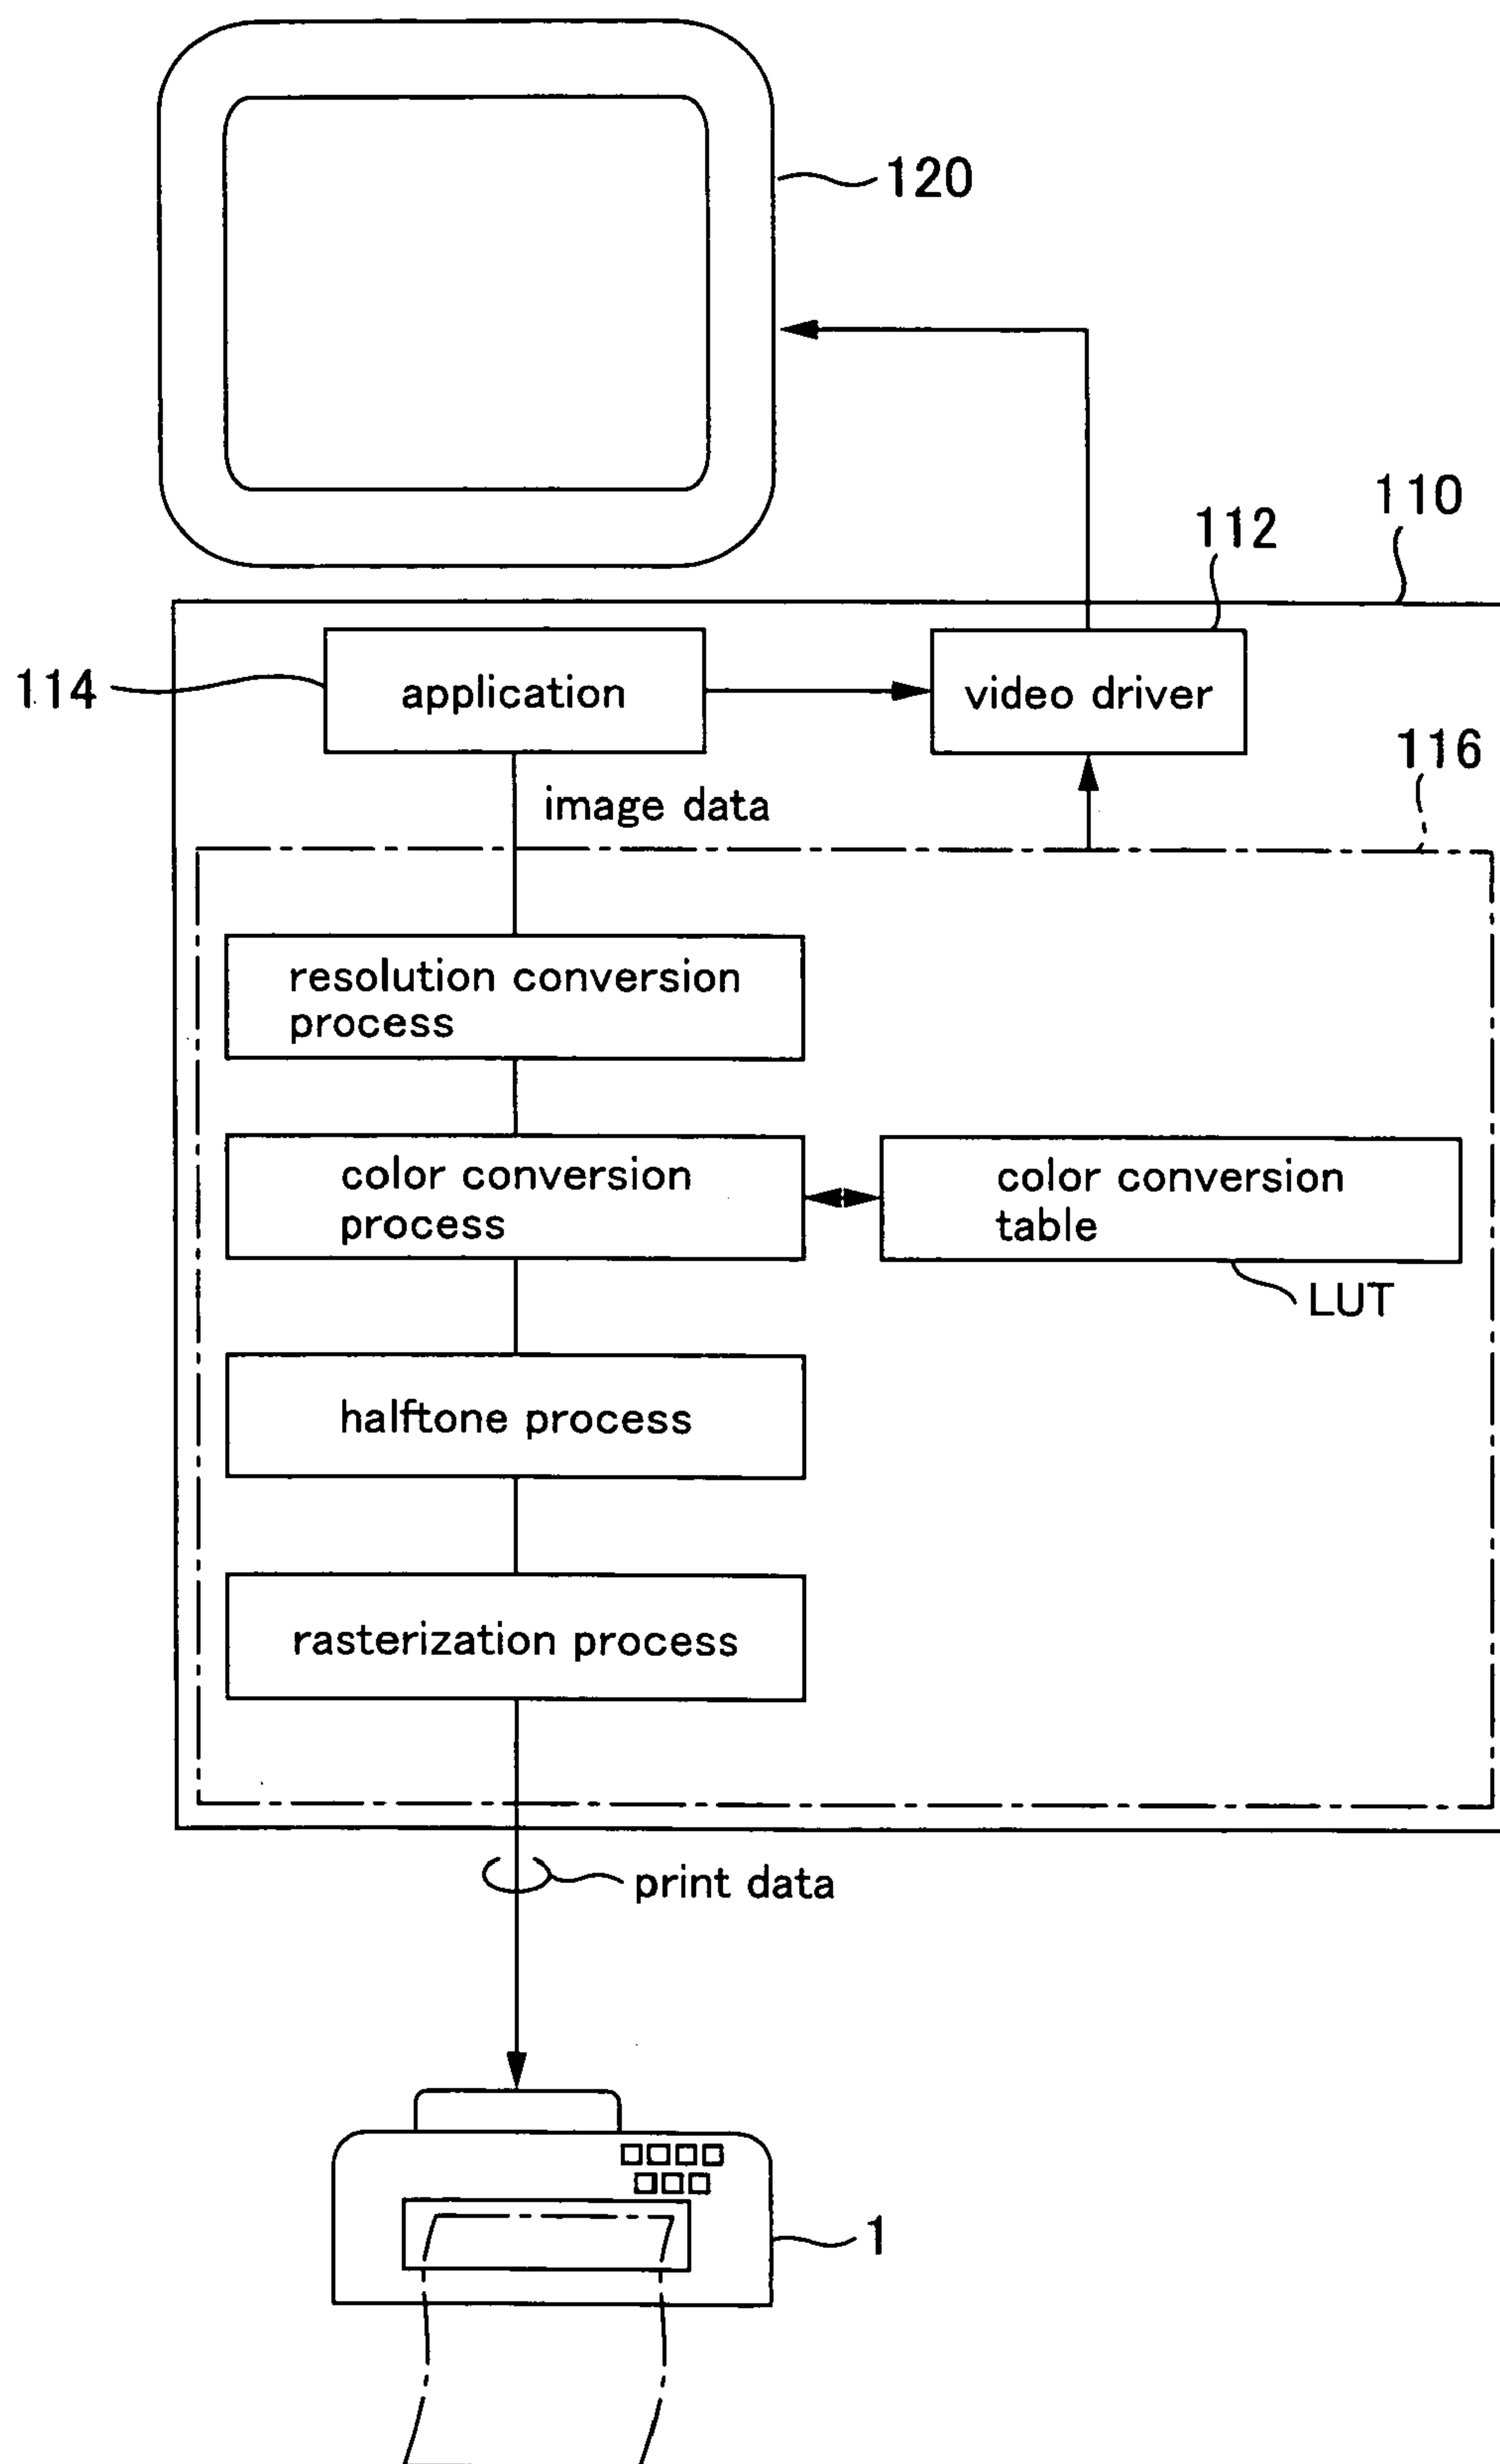 120
110
112
114
application
video driver
116
image data
resolution conversion
process
color conversion
process
color conversion
table
LUT
halftone process
rasterization process
print data
1